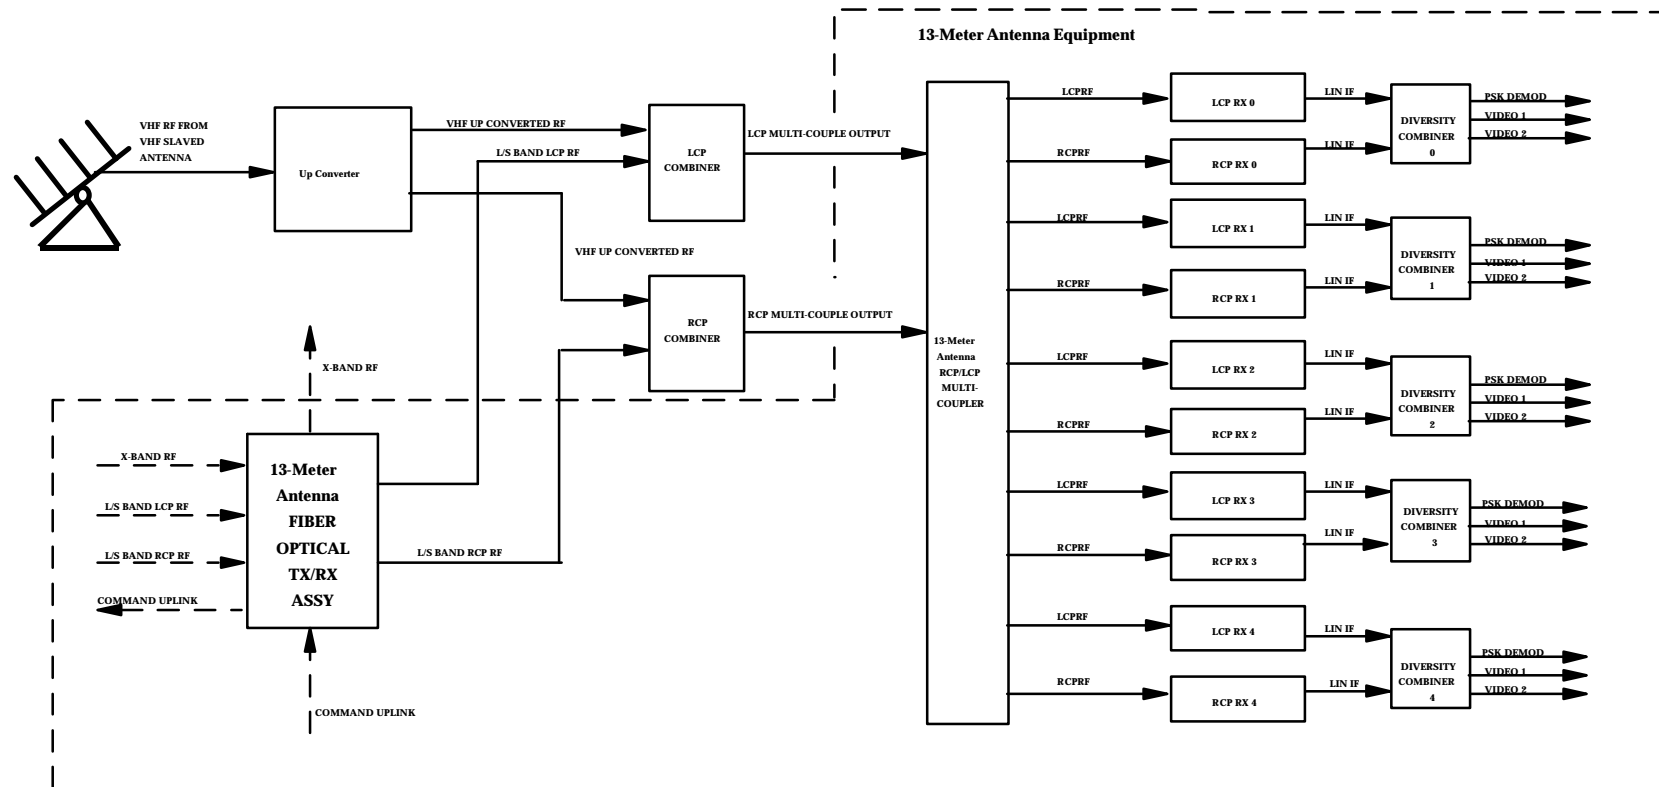 13-Meter Antenna Equipment
VHF RF FROM
VHF SLAVED
ANTENNA
Up Converter
VHF UP CONVERTED RF
L/S BAND LCP RF
LCP
COMBINER
LCP MULTI-COUPLE OUTPUT
VHF UP CONVERTED RF
RCP
COMBINER
RCP MULTI-COUPLE OUTPUT
X-BAND RF
X-BAND RF
L/S BAND LCP RF
L/S BAND RCP RF
COMMAND UPLINK
13-Meter
Antenna
FIBER
OPTICAL
TX/RX
ASSY
L/S BAND RCP RF
COMMAND UPLINK
13-Meter
Antenna
RCP/LCP
MULTI-
COUPLER
LCPRF
LCP RX 0
LIN IF
RCPRF
RCP RX 0
LIN IF
DIVERSITY
COMBINER
0
PSK DEMOD
VIDEO 1
VIDEO 2
LCPRF
LCP RX 1
LIN IF
RCPRF
RCP RX 1
LIN IF
DIVERSITY
COMBINER
1
PSK DEMOD
VIDEO 1
VIDEO 2
LCPRF
LCP RX 2
LIN IF
RCPRF
RCP RX 2
LIN IF
DIVERSITY
COMBINER
2
PSK DEMOD
VIDEO 1
VIDEO 2
LCPRF
LCP RX 3
LIN IF
RCPRF
RCP RX 3
LIN IF
DIVERSITY
COMBINER
3
PSK DEMOD
VIDEO 1
VIDEO 2
LCPRF
LCP RX 4
LIN IF
RCPRF
RCP RX 4
LIN IF
DIVERSITY
COMBINER
4
PSK DEMOD
VIDEO 1
VIDEO 2